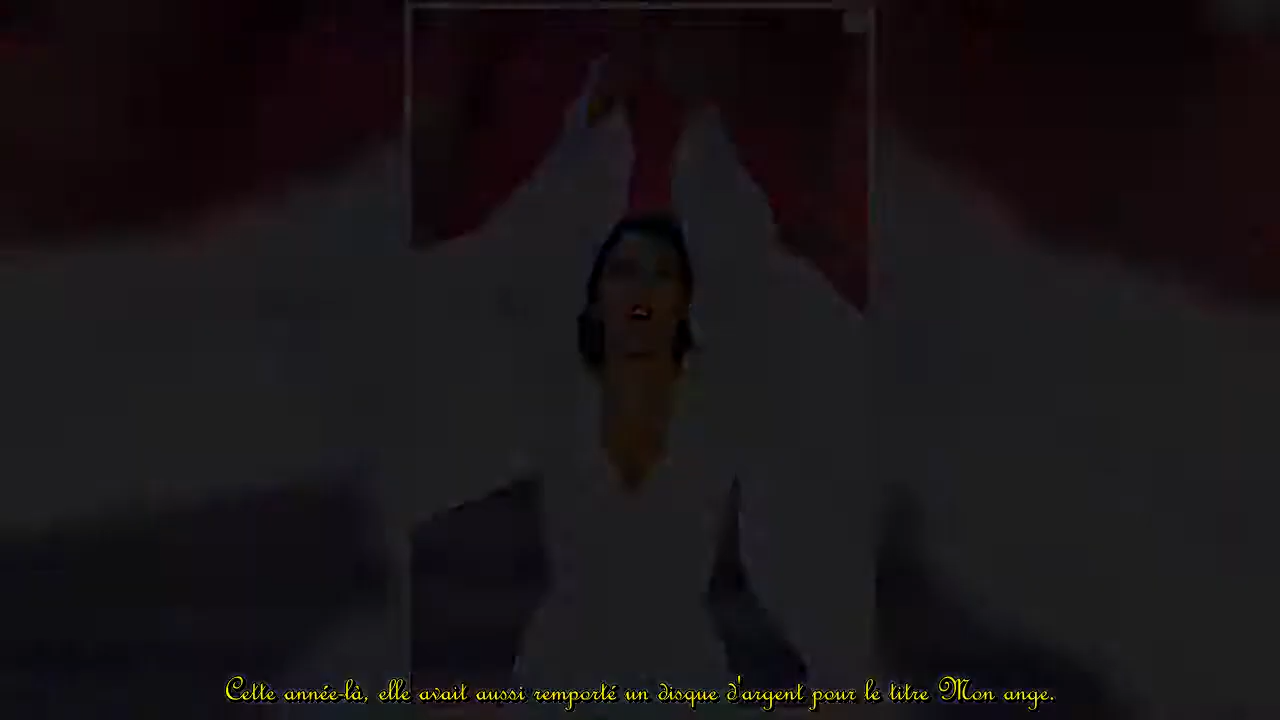 Cette année-là, elle avait aussi remporté un disque d'argent pour le titre Mon ange.